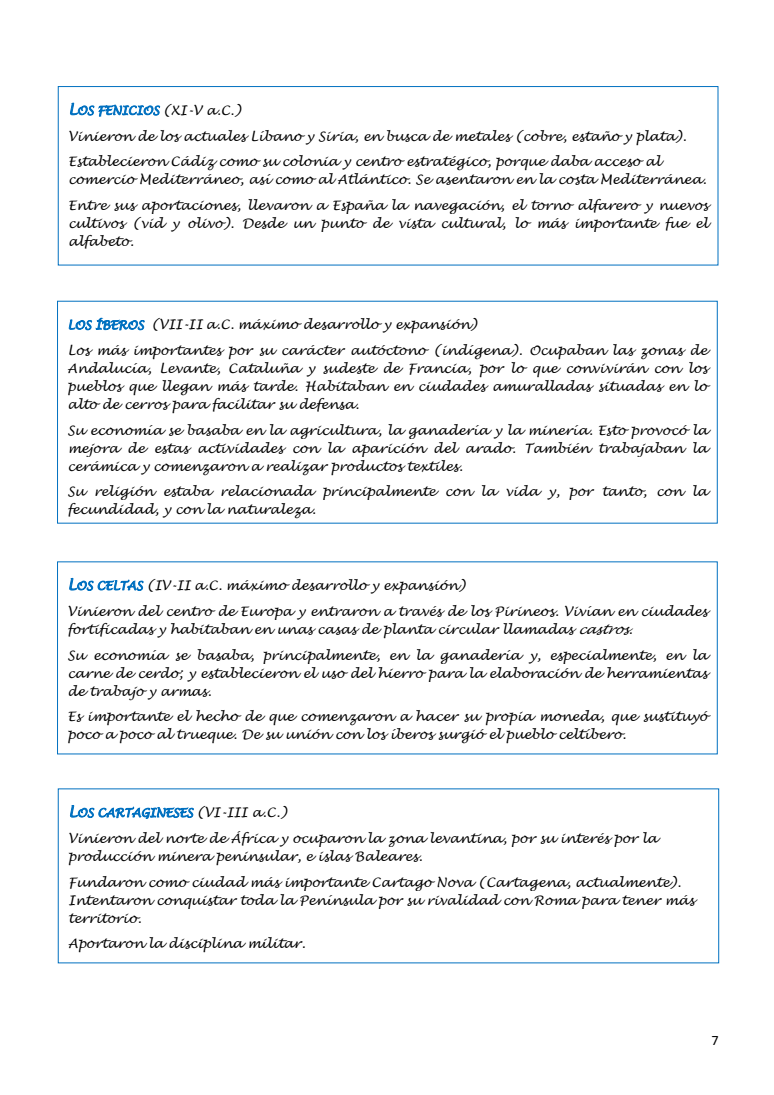 LOS FENICIOS (XI-V a.C.)
Vinieron de los actuales Líbano y Siria, en busca de metales (cobre, estaño y plata).
Establecieron Cádiz como su colonia y centro estratégico, porque daba acceso al
comercio Mediterráneo, así como al Atlántico. Se asentaron en la costa Mediterránea.
Entre sus aportaciones, llevaron a España la navegación, el torno alfarero y nuevos
cultivos (vid y olivo). Desde un punto de vista cultural, lo más importante fue el
alfabeto.
LOS ÍBEROS (VII-II a.C. máximo desarrollo y expansión)
Los más importantes por su carácter autóctono (indígena). Ocupaban las zonas de
Andalucía, Levante, Cataluña y sudeste de Francia, por lo que convivirán con los
pueblos que llegan más tarde. Habitaban en ciudades amuralladas situadas en lo
alto de cerros para facilitar su defensa.
Su economía se basaba en la agricultura, la ganadería y la minería. Esto provocó la
mejora de estas actividades con la aparición del arado. También trabajaban la
cerámica y comenzaron a realizar productos textiles.
Su religión estaba relacionada principalmente con la vida y, por tanto, con la
fecundidad, y con la naturaleza.
LOS CELTAS (IV-II a.C. máximo desarrollo y expansión)
Vinieron del centro de Europa y entraron a través de los Pirineos. Vivían en ciudades
fortificadas y habitaban en unas casas de planta circular llamadas castros.
Su economía se basaba, principalmente, en la ganadería y, especialmente, en la
carne de cerdo; y establecieron el uso del hierro para la elaboración de herramientas
de trabajo y armas.
Es importante el hecho de que comenzaron a hacer su propia moneda, que sustituyó
poco a poco al trueque. De su unión con los íberos surgió el pueblo celtíbero.
LOS CARTAGINESES (VI-III a.C.)
Vinieron del norte de África y ocuparon la zona levantina, por su interés por la
producción minera peninsular, e islas Baleares.
Fundaron como ciudad más importante Cartago Nova (Cartagena, actualmente).
Intentaron conquistar toda la Península por su rivalidad con Roma para tener más
territorio.
Aportaron la disciplina militar.
7